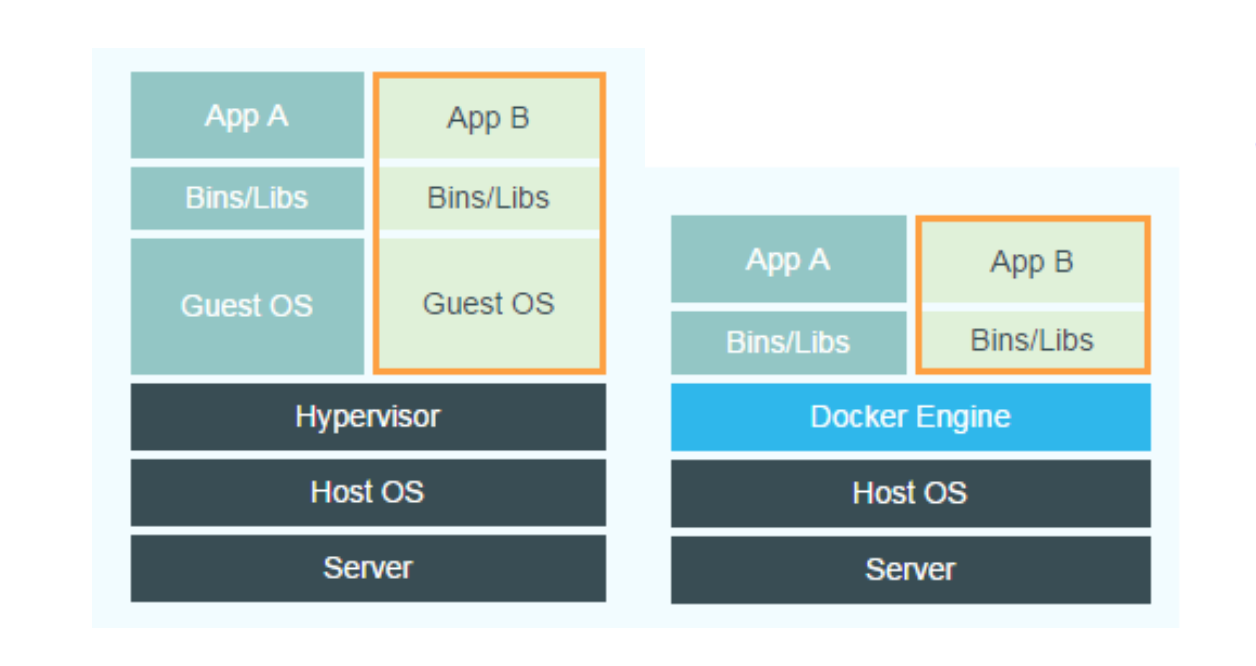 App A
App B
Bins/Libs
Bins/Libs
Guest OS
Guest OS
Hypervisor
Host OS
Server
App A
App B
Bins/Libs
Bins/Libs
Docker Engine
Host OS
Server